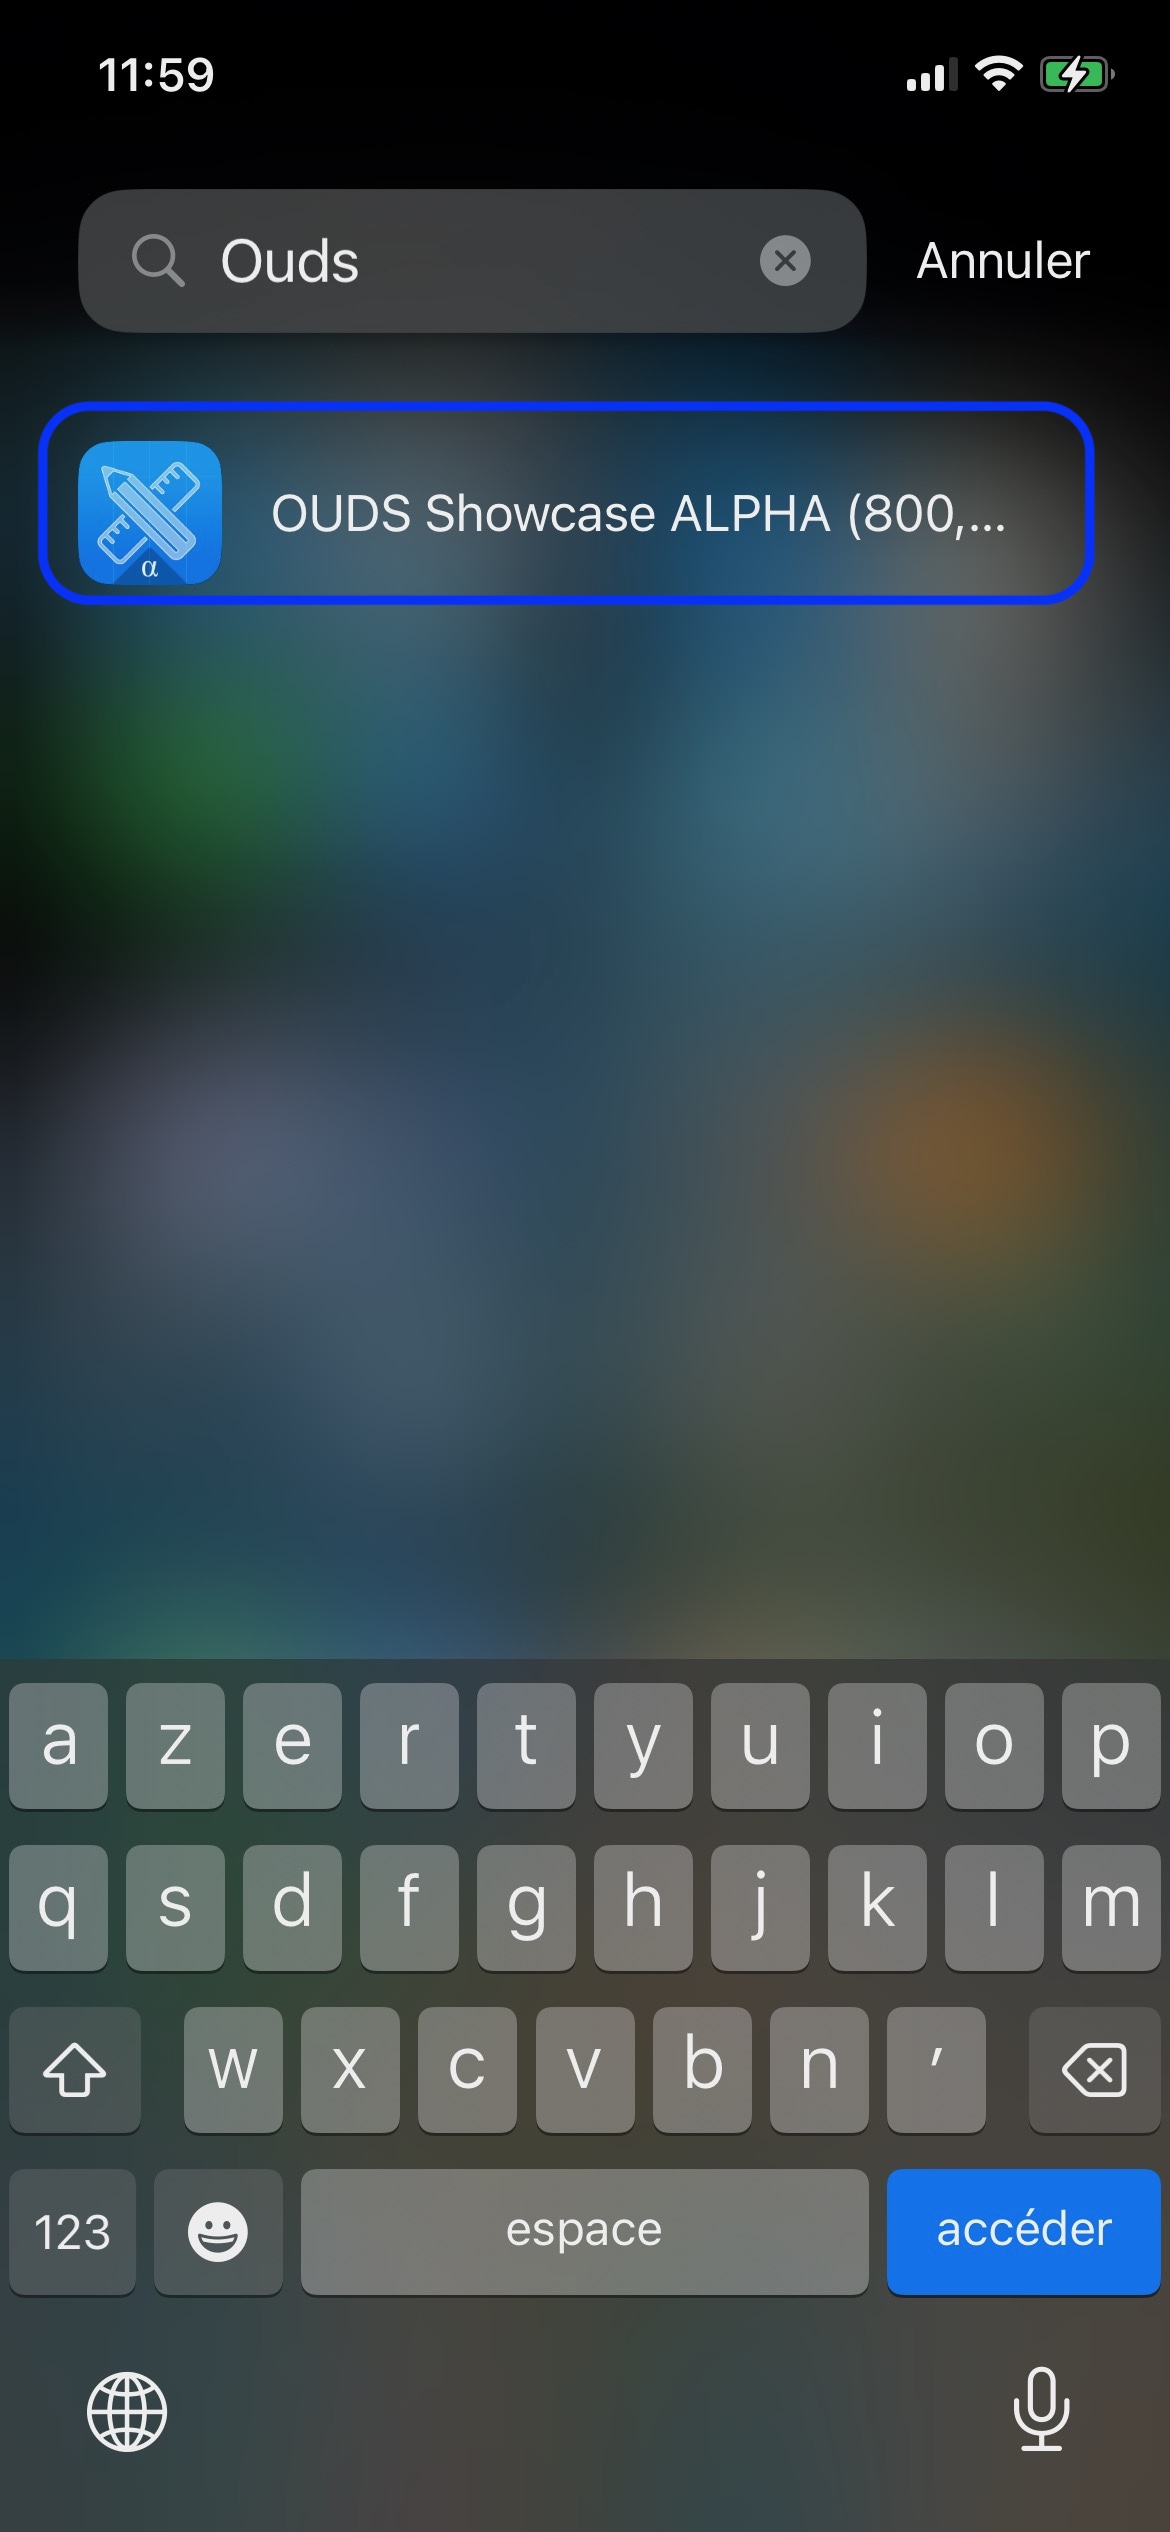 11:59
Ouds
Annuler
OUDS Showcase ALPHA (800,...
α
a z e r t y u i o p
q s d f g h j k l m
w x c v b n ′
123 espace accéder